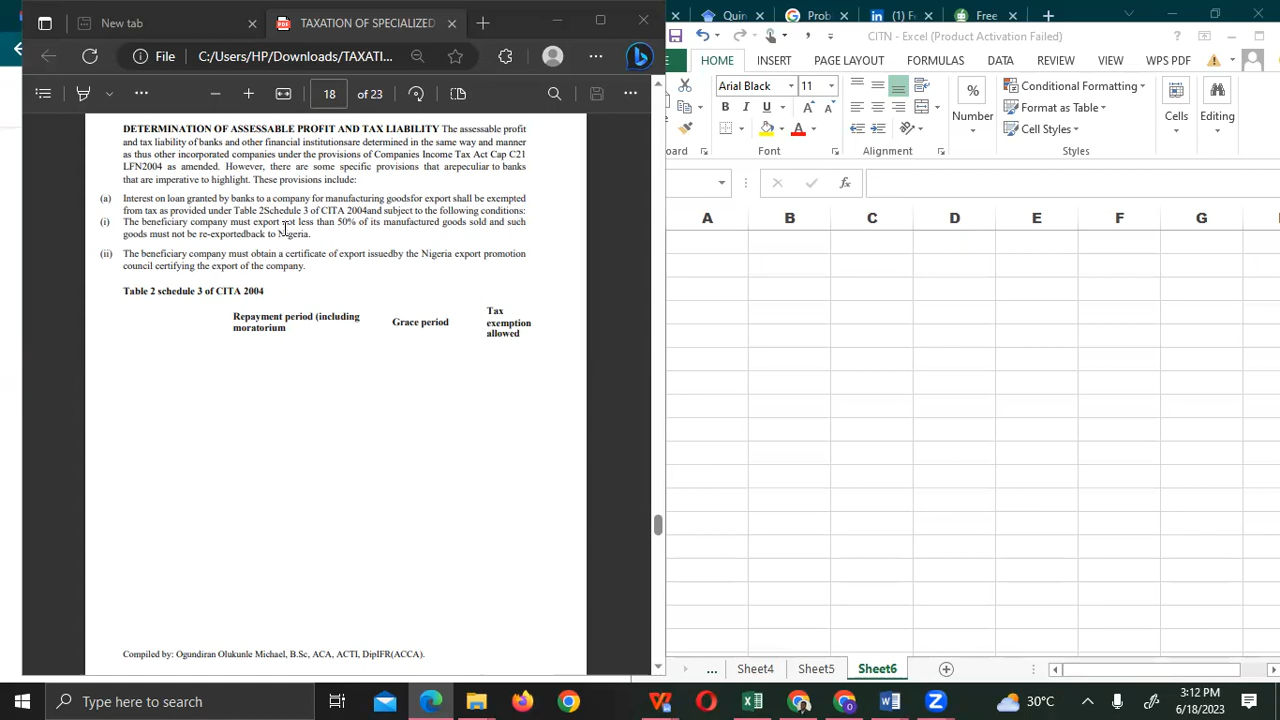 New tab
TAXATION OF SPECIALIZED
Quin
G
(1) F
Free
CITN - Excel (Product Activation Failed)
File
C:/Users/HP/Downloads/TAXATI...
HOME
INSERT
PAGE LAYOUT
FORMULAS
DATA
REVIEW
VIEW
WPS PDF
18
of 23
Arial Black
11
B I U
%
Number
Conditional Formatting
Format as Table
Cell Styles
Cells
Editing
A B C D E F G
DETERMINATION OF ASSESSABLE PROFIT AND TAX LIABILITY The assessable profit
and tax liability of banks and other financial institutionsare determined in the same way and manner
as thus other incorporated companies under the provisions of Companies Income Tax Act Cap C21
LFN2004 as amended. However, there are some specific provisions that arepeculiar to banks
that are imperative to highlight. These provisions include:
(a) Interest on loan granted by banks to a company for manufacturing goodsfor export shall be exempted
from tax as provided under Table 2Schedule 3 of CITA 2004and subject to the following conditions:
(i) The beneficiary company must export not less than 50% of its manufactured goods sold and such
goods must not be re-exportedback to Nigeria.
(ii) The beneficiary company must obtain a certificate of export issuedby the Nigeria export promotion
council certifying the export of the company.
Table 2 schedule 3 of CITA 2004
Repayment period (including
moratorium
Grace period
Tax
exemption
allowed
Compiled by: Ogundiran Olukunle Michael, B.Sc, ACA, ACTI, DipIFR(ACCA).
...
Sheet4
Sheet5
Sheet6
Type here to search
30°C
3:12 PM
6/18/2023